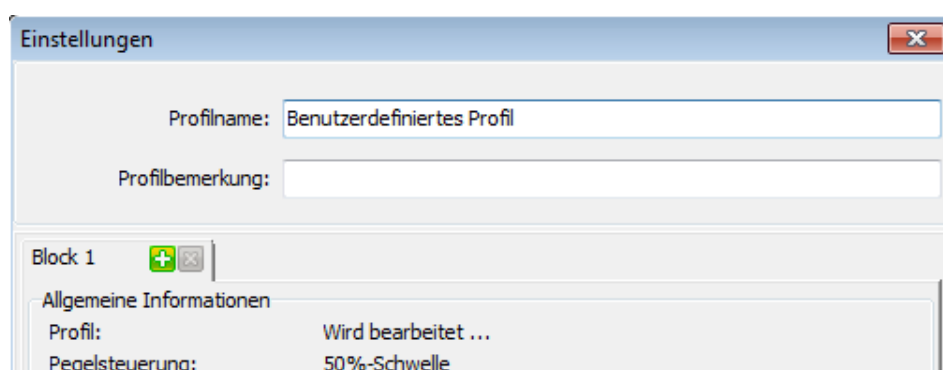 Einstellungen
Profilname: Benutzerdefiniertes Profil
Profilbemerkung:
Block 1
Allgemeine Informationen
Profil: Wird bearbeitet ...
Pegelsteuerung: 50%-Schwelle